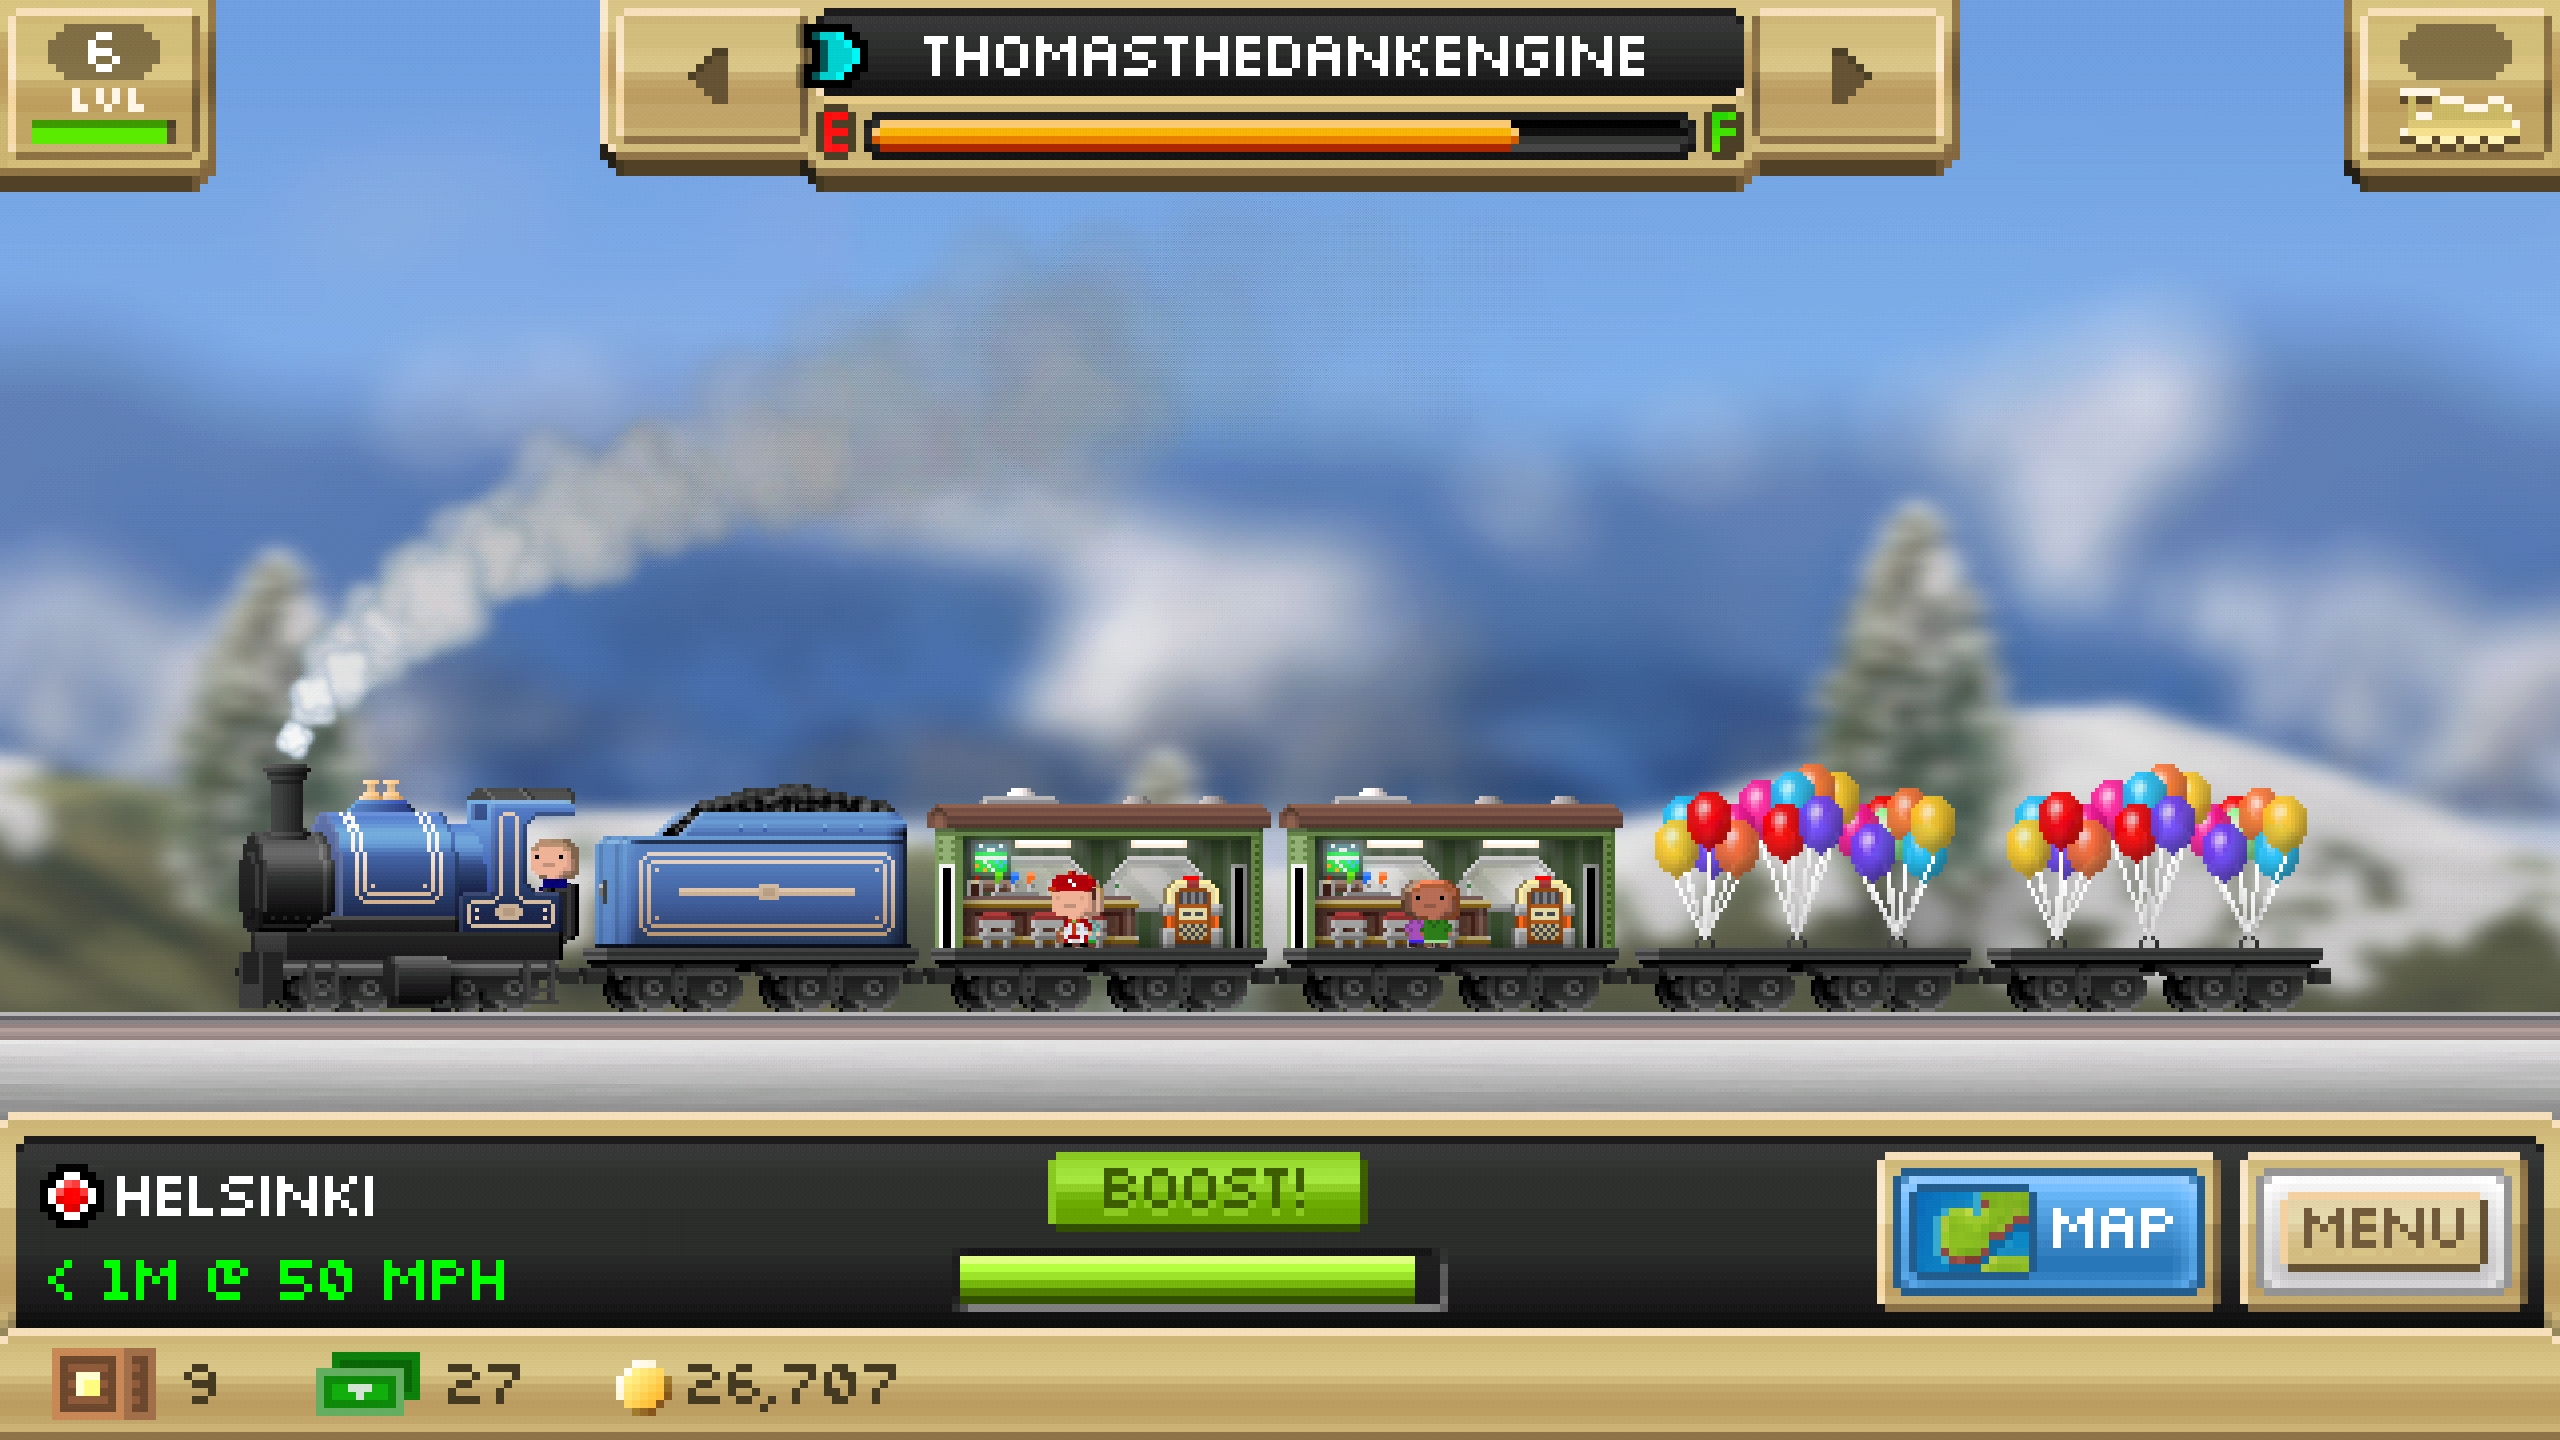 6
LVL
THOMASTHEDANKENGINE
E F
HELSINKI
< 1M @ 50 MPH
BOOST!
MAP
MENU
9
27
26,707